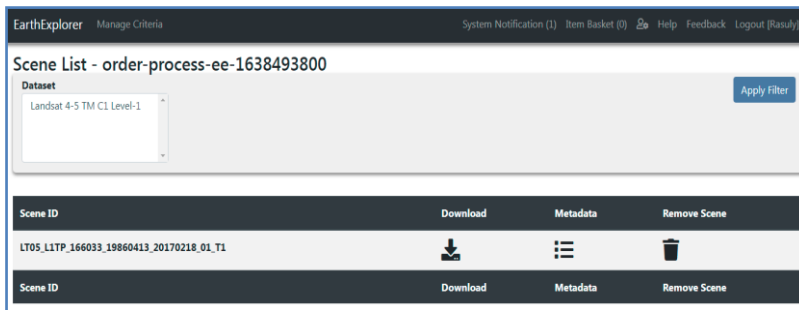 EarthExplorer Manage Criteria System Notification (1) Item Basket (0) Help Feedback Logout [Rasuly]
Scene List - order-process-ee-1638493800
Dataset
Landsat 4-5 TM C1 Level-1
Apply Filter
Scene ID Download Metadata Remove Scene
LT05_L1TP_166033_19860413_20170218_01_T1
Scene ID Download Metadata Remove Scene